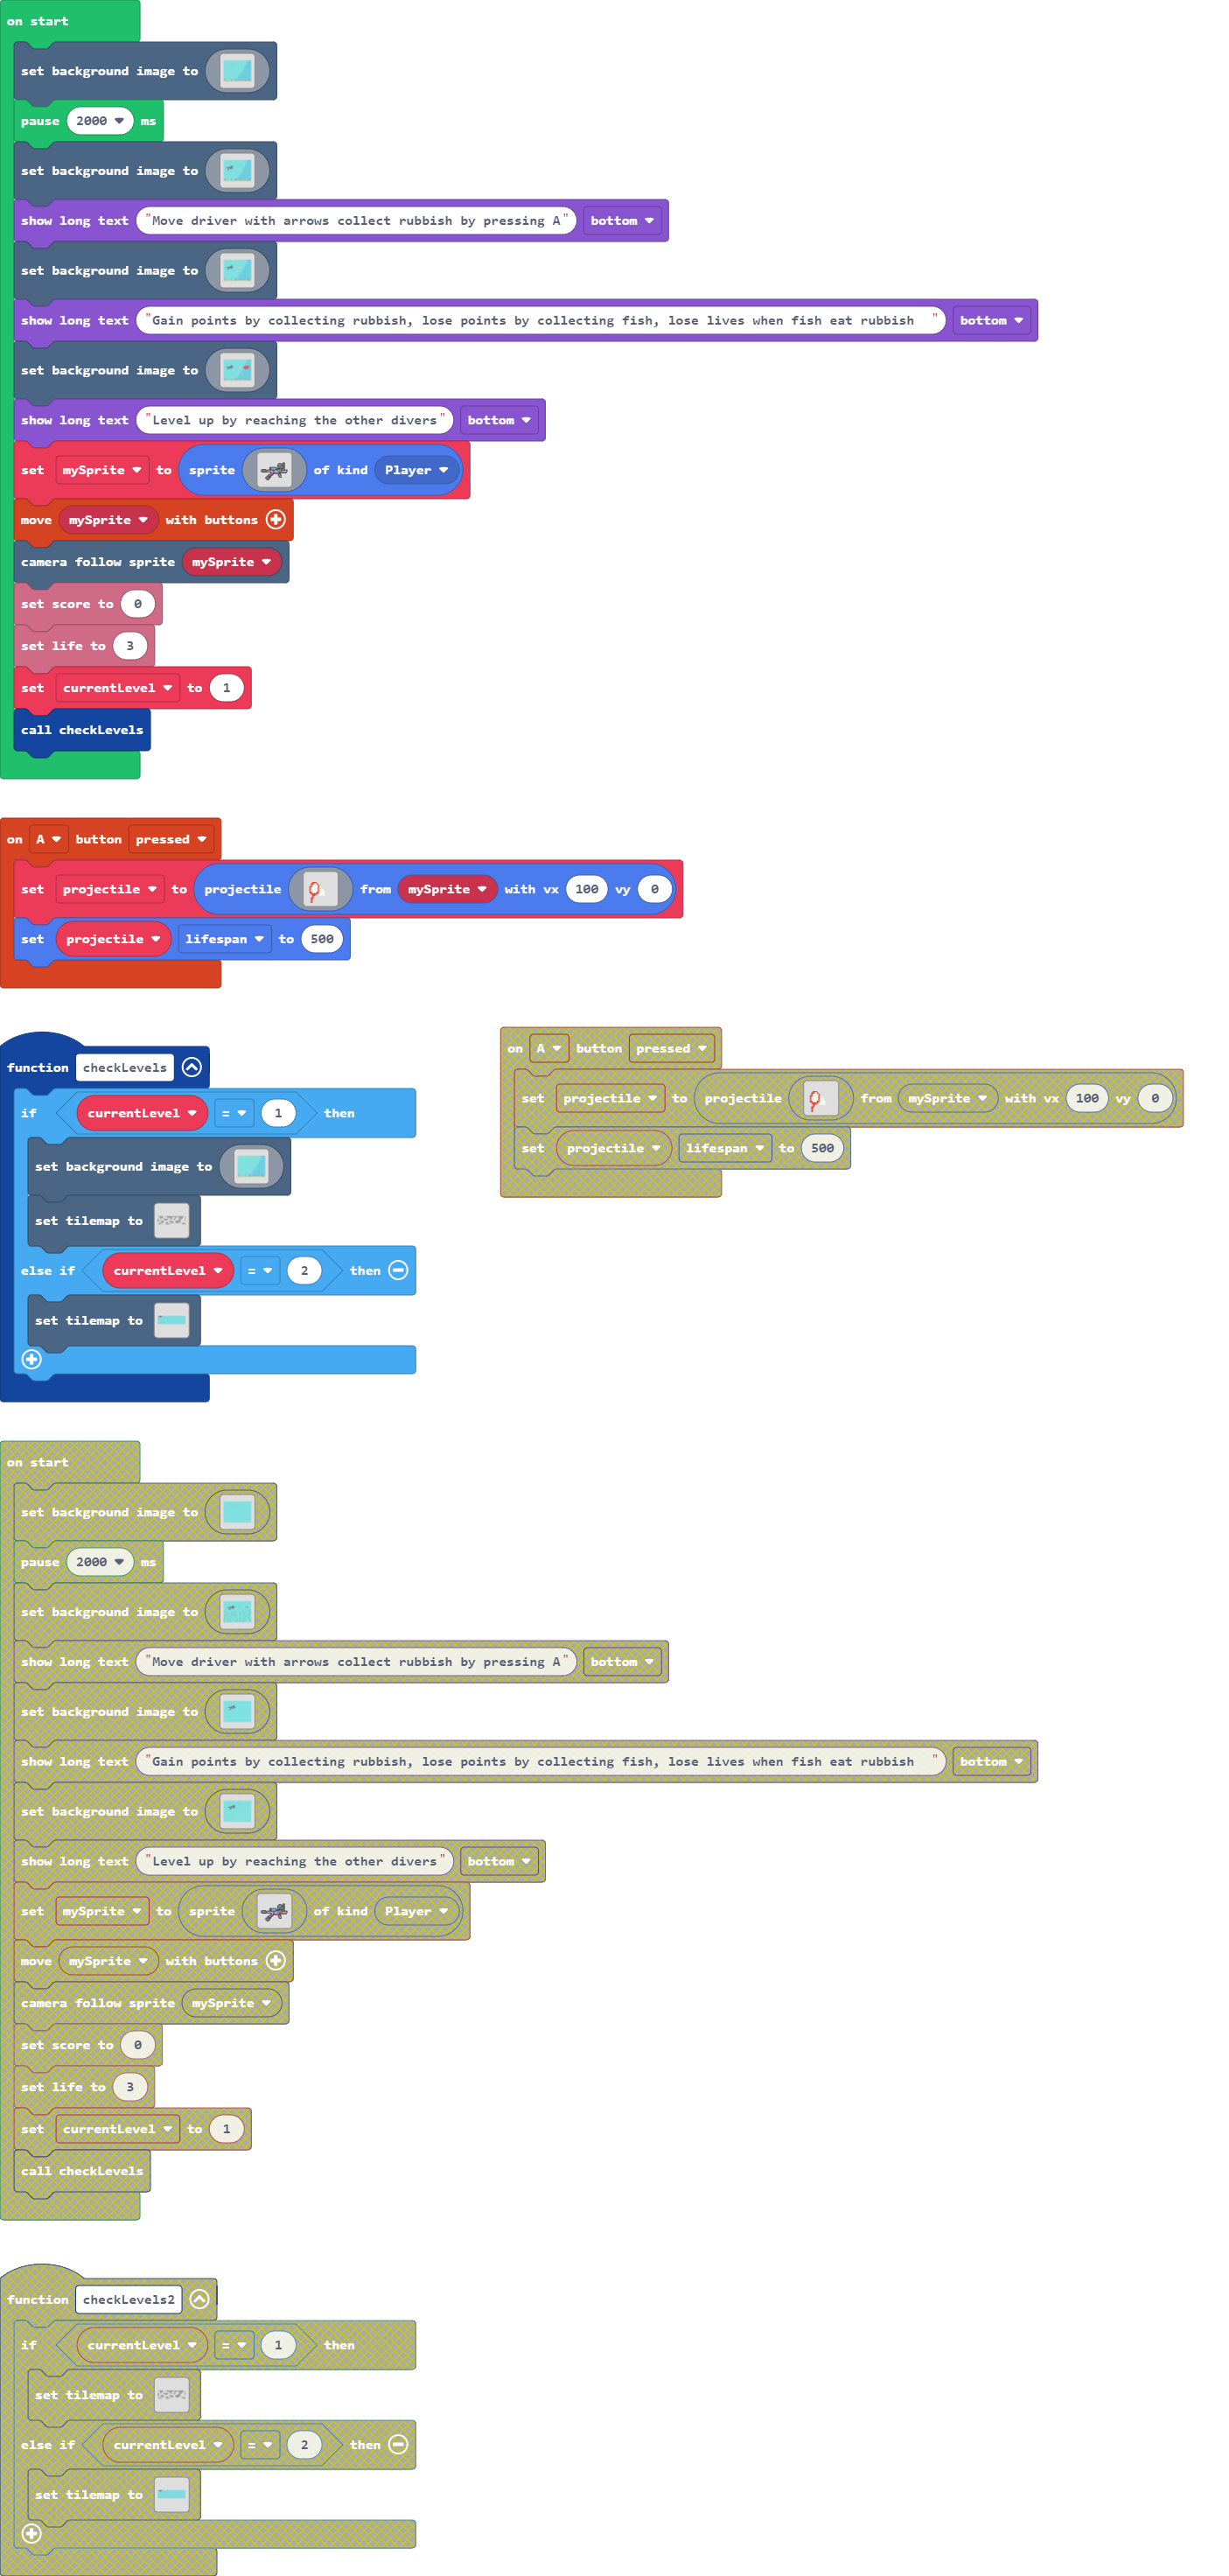 on start
set background image to
pause 2000 ms
set background image to
show long text "Move driver with arrows collect rubbish by pressing A" bottom
set background image to
show long text "Gain points by collecting rubbish, lose points by collecting fish, lose lives when fish eat rubbish " bottom
set background image to
show long text "Level up by reaching the other divers" bottom
set mySprite to sprite of kind Player
move mySprite with buttons
camera follow sprite mySprite
set score to 0
set life to 3
set currentLevel to 1
call checkLevels
on A button pressed
set projectile to projectile from mySprite with vx 100 vy 0
set projectile lifespan to 500
function checkLevels
if currentLevel = 1 then
set background image to
set tilemap to
else if currentLevel = 2 then
set tilemap to
on A button pressed
set projectile to projectile from mySprite with vx 100 vy 0
set projectile lifespan to 500
on start
set background image to
pause 2000 ms
set background image to
show long text "Move driver with arrows collect rubbish by pressing A" bottom
set background image to
show long text "Gain points by collecting rubbish, lose points by collecting fish, lose lives when fish eat rubbish " bottom
set background image to
show long text "Level up by reaching the other divers" bottom
set mySprite to sprite of kind Player
move mySprite with buttons
camera follow sprite mySprite
set score to 0
set life to 3
set currentLevel to 1
call checkLevels
function checkLevels2
if currentLevel = 1 then
set tilemap to
else if currentLevel = 2 then
set tilemap to